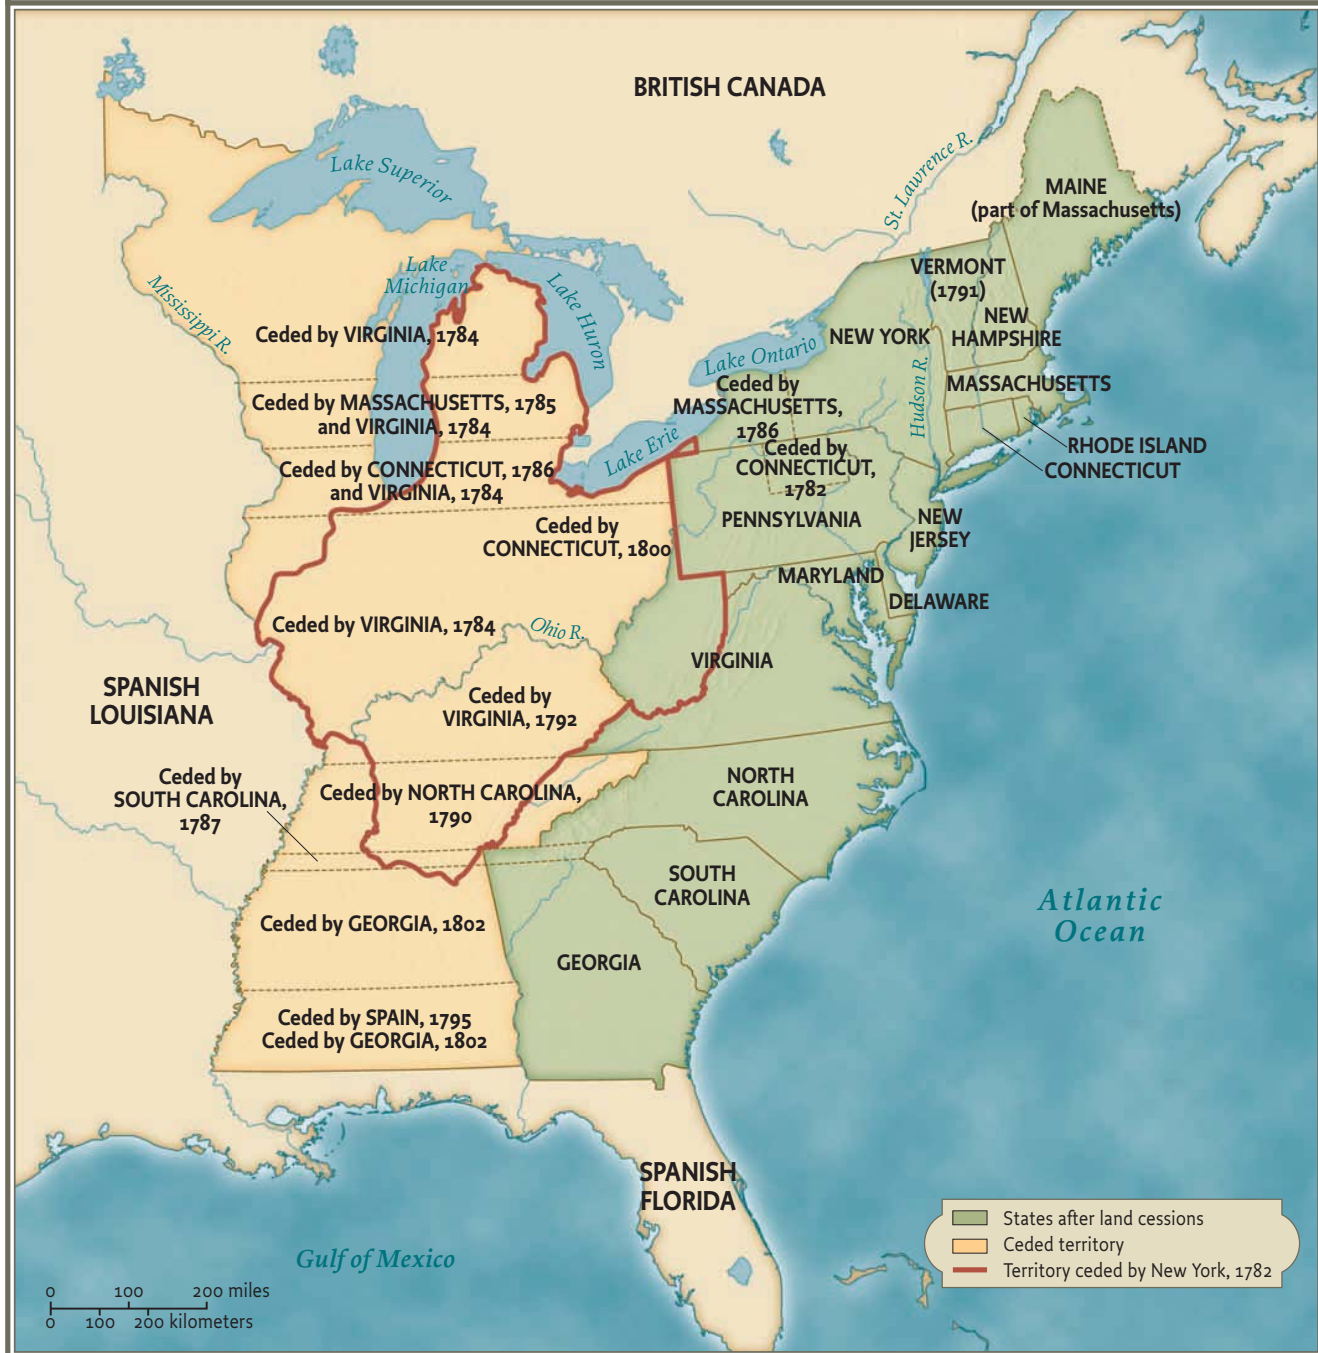 BRITISH CANADA
St. Lawrence R.
Lake Superior
MAINE
(part of Massachusetts)
Lake
Michigan
Lake Huron
Mississippi R.
VERMONT
(1791)
NEW
HAMPSHIRE
NEW YORK
Ceded by VIRGINIA, 1784
Lake Ontario
Hudson R.
MASSACHUSETTS
Ceded by
MASSACHUSETTS,
1786
Ceded by MASSACHUSETTS, 1785
and VIRGINIA, 1784
Lake Erie
RHODE ISLAND
CONNECTICUT
Ceded by
CONNECTICUT,
1782
Ceded by CONNECTICUT, 1786
and VIRGINIA, 1784
PENNSYLVANIA
NEW
JERSEY
Ceded by
CONNECTICUT, 1800
MARYLAND
DELAWARE
Ceded by VIRGINIA, 1784
Ohio R.
VIRGINIA
SPANISH
LOUISIANA
Ceded by
VIRGINIA, 1792
Ceded by
SOUTH CAROLINA,
1787
Ceded by NORTH CAROLINA,
1790
NORTH
CAROLINA
SOUTH
CAROLINA
Atlantic
Ocean
Ceded by GEORGIA, 1802
GEORGIA
Ceded by SPAIN, 1795
Ceded by GEORGIA, 1802
SPANISH
FLORIDA
Gulf of Mexico
States after land cessions
Ceded territory
Territory ceded by New York, 1782
0 100 200 miles
0 100 200 kilometers